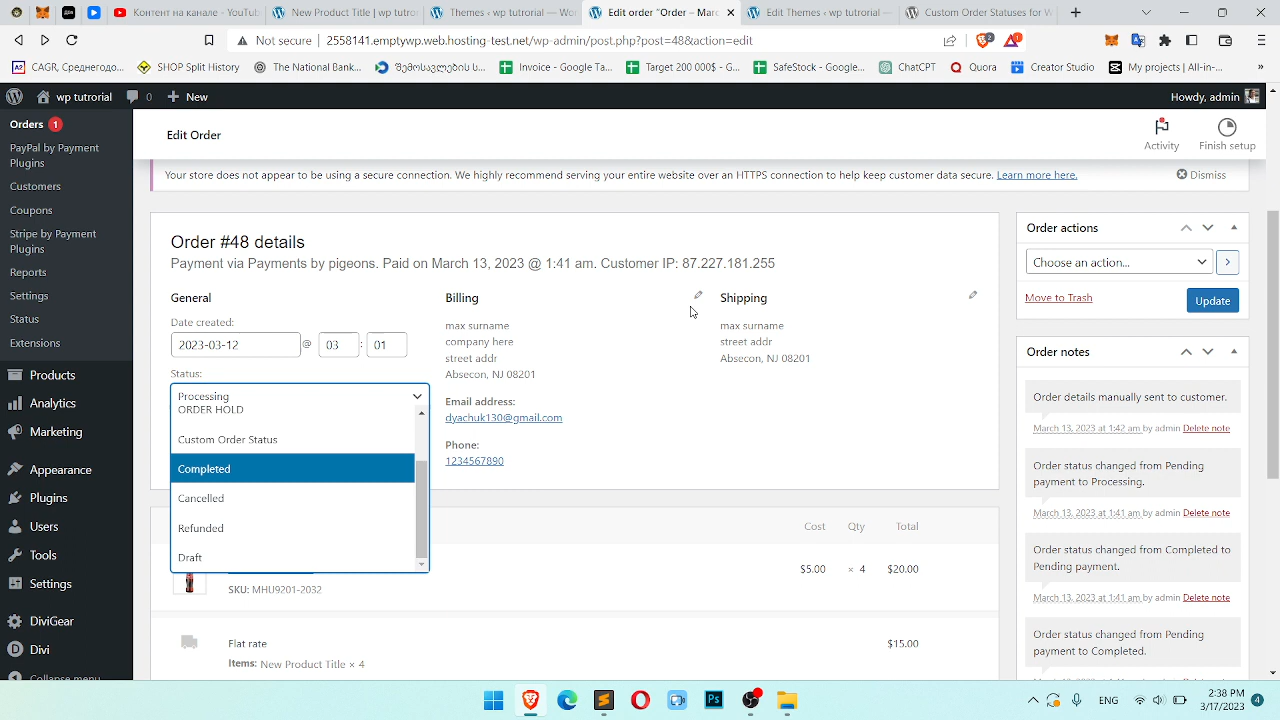 Контент на канале - YouTub
New Product Title | wp tutor
Edit order "Order – Marc
wp tutorial —
Not secure
2558141.emptywp.web.hosting-test.net/wp-admin/post.php?post=48&action=edit
2
1
CAGR, Среднегодо...
SHOP Split History
The National Bank...
Invoice - Google Ta...
Target 200 000$ - G...
SafeStock - Google...
ChatGPT
Quora
Creator Studio
My projects | All-in-...
»
wp tutorial
0
New
Howdy, admin
Orders 1
PayPal by Payment
Plugins
Customers
Coupons
Stripe by Payment
Plugins
Reports
Settings
Status
Extensions
Products
Analytics
Marketing
Appearance
Plugins
Users
Tools
Settings
DiviGear
Divi
Collapse menu
Edit Order
Activity
Finish setup
Your store does not appear to be using a secure connection. We highly recommend serving your entire website over an HTTPS connection to help keep customer data secure. Learn more here.
Dismiss
Order #48 details
Payment via Payments by pigeons. Paid on March 13, 2023 @ 1:41 am. Customer IP: 87.227.181.255
General
Date created:
2023-03-12 @ 03 : 01
Status:
Processing
ORDER HOLD
Custom Order Status
Completed
Cancelled
Refunded
Draft
Billing
max surname
company here
street addr
Absecon, NJ 08201
Email address:
dyachuk130@gmail.com
Phone:
1234567890
Shipping
max surname
street addr
Absecon, NJ 08201
Cost Qty Total
$5.00 × 4 $20.00
SKU: MHU9201-2032
Flat rate
$15.00
Items: New Product Title × 4
Order actions
Choose an action...
Move to Trash
Update
Order notes
Order details manually sent to customer.
March 13, 2023 at 1:42 am by admin Delete note
Order status changed from Pending
payment to Processing.
March 13, 2023 at 1:41 am by admin Delete note
Order status changed from Completed to
Pending payment.
March 13, 2023 at 1:41 am by admin Delete note
Order status changed from Pending
payment to Completed.
ENG
2:38 PM
3/17/2023
4